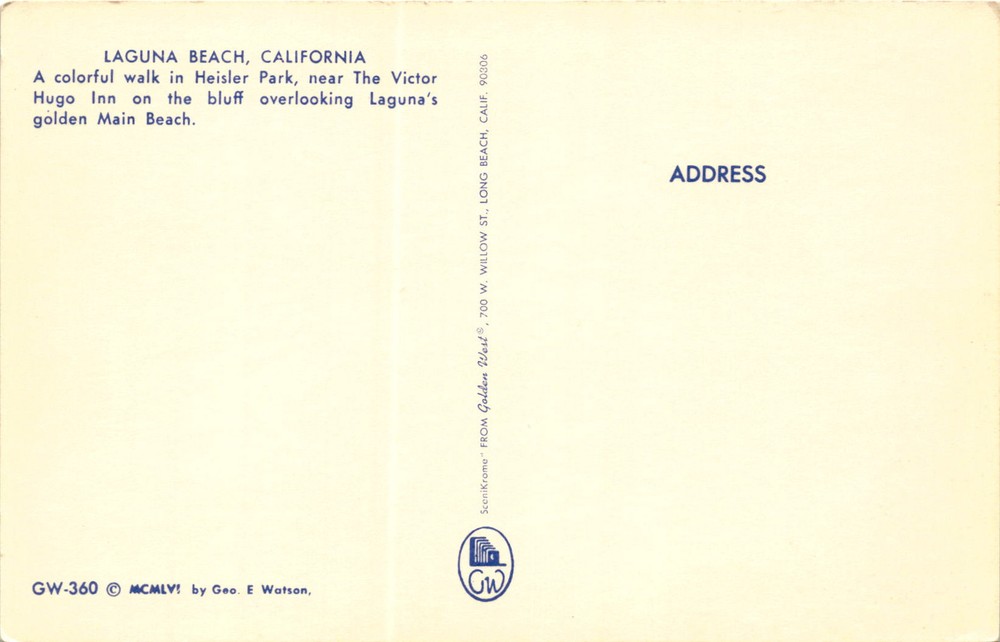 LAGUNA BEACH, CALIFORNIA
A colorful walk in Heisler Park, near The Victor
Hugo Inn on the bluff overlooking Laguna's
golden Main Beach.
GW-360 © MCMLVI by Geo. E Watson,
SceniKrome™ FROM Golden West®, 700 W. WILLOW ST., LONG BEACH, CALIF. 90806
GW
ADDRESS